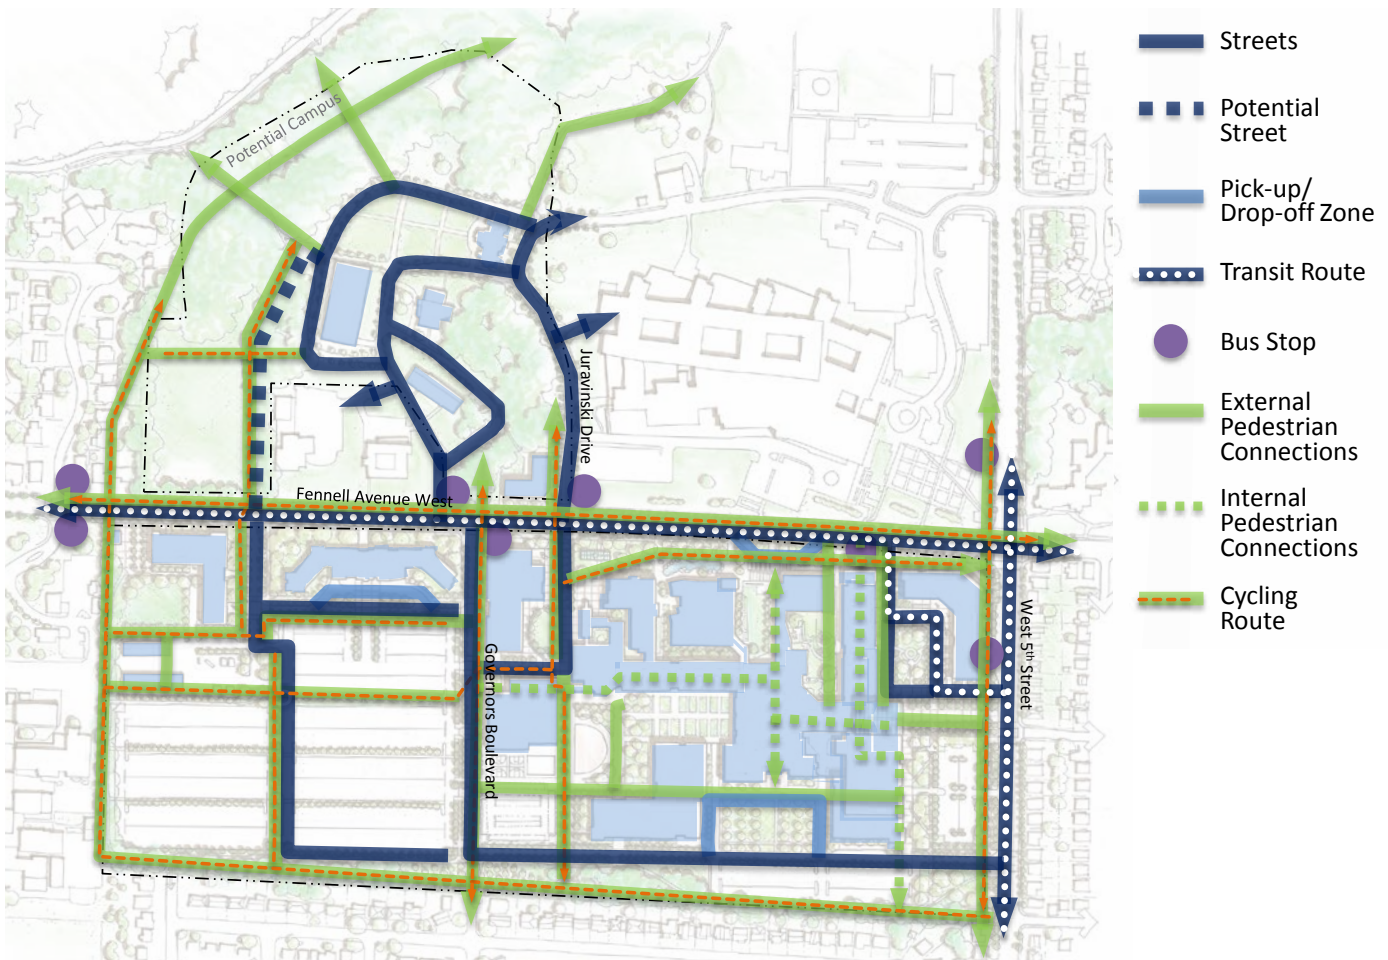 Streets
Potential
Street
Pick-up/
Drop-off Zone
Transit Route
Bus Stop
External
Pedestrian
Connections
Internal
Pedestrian
Connections
Cycling
Route
Potential Campus
Juravinski Drive
Fennell Avenue West
Governors Boulevard
West 5th Street